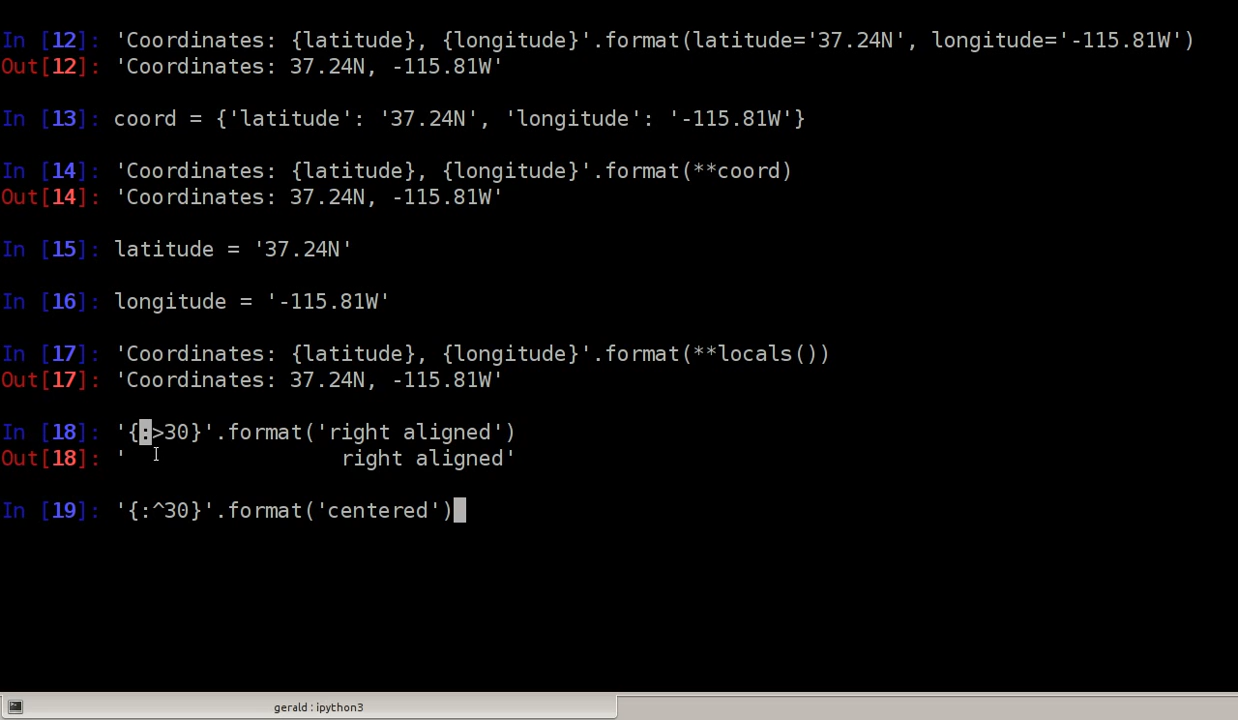 In [12]: 'Coordinates: {latitude}, {longitude}'.format(latitude='37.24N', longitude='-115.81W')
Out[12]: 'Coordinates: 37.24N, -115.81W'
In [13]: coord = {'latitude': '37.24N', 'longitude': '-115.81W'}
In [14]: 'Coordinates: {latitude}, {longitude}'.format(**coord)
Out[14]: 'Coordinates: 37.24N, -115.81W'
In [15]: latitude = '37.24N'
In [16]: longitude = '-115.81W'
In [17]: 'Coordinates: {latitude}, {longitude}'.format(**locals())
Out[17]: 'Coordinates: 37.24N, -115.81W'
In [18]: '{:>30}'.format('right aligned')
Out[18]: '                 right aligned'
In [19]: '{:^30}'.format('centered')
gerald : ipython3